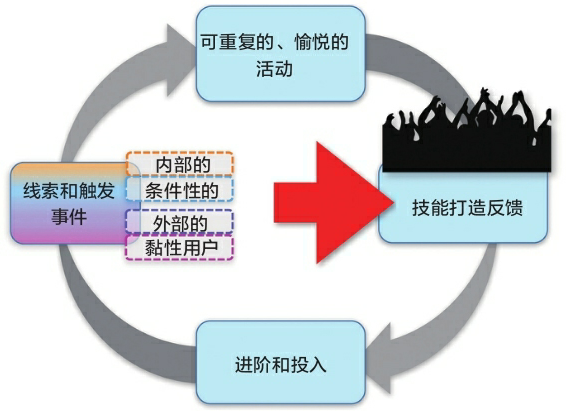 可重复的、愉悦的
活动
线索和触发
事件
内部的
条件性的
外部的
黏性用户
技能打造反馈
进阶和投入